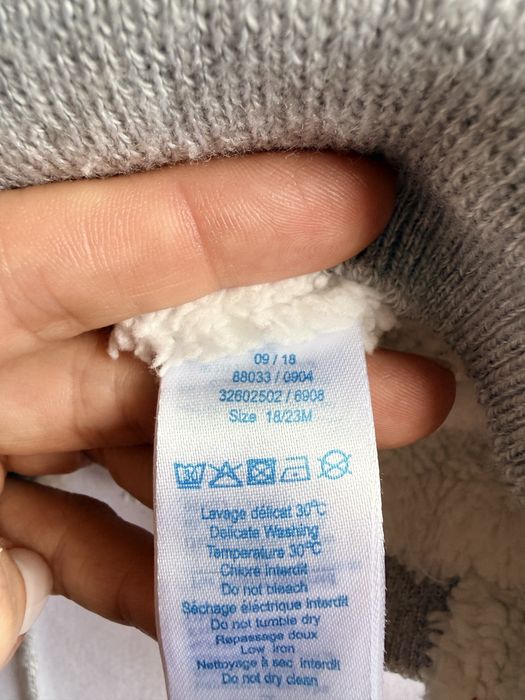 09 / 18
88033 / 0904
32602502 / 6908
Size 18/23M
30
Lavage délicat 30°C
Delicate Washing
Temperature 30°C
Chlore interdit
Do not bleach
Séchage électrique interdit
Do not tumble dry
Repassage doux
Low iron
Nettoyage à sec interdit
Do not dry clean